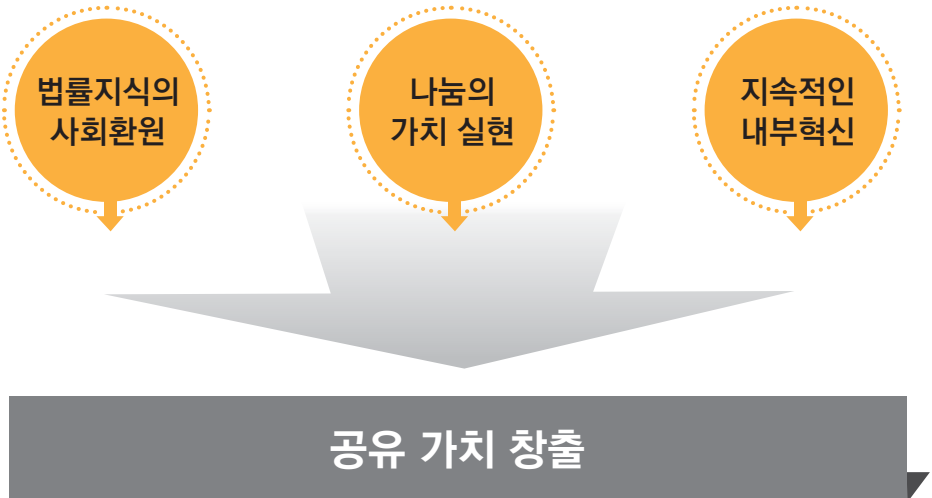 법률지식의
사회환원
나눔의
가치 실현
지속적인
내부혁신
공유 가치 창출